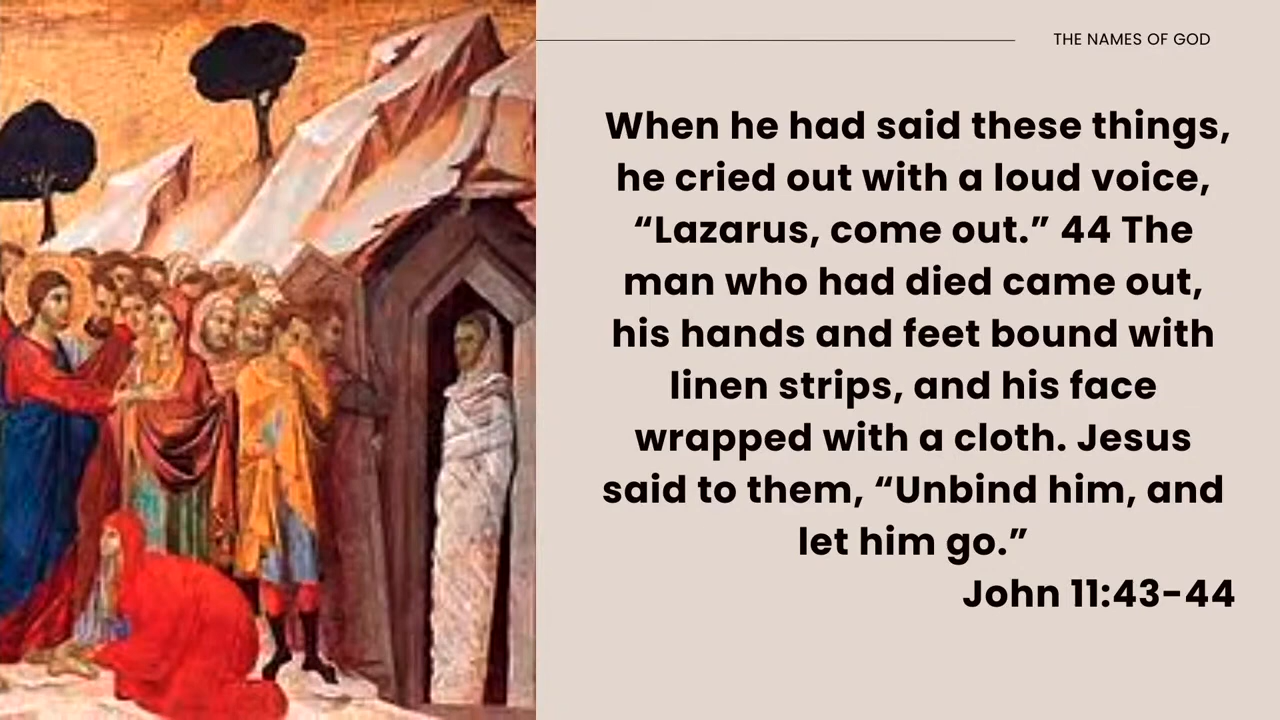 THE NAMES OF GOD
When he had said these things,
he cried out with a loud voice,
“Lazarus, come out.” 44 The
man who had died came out,
his hands and feet bound with
linen strips, and his face
wrapped with a cloth. Jesus
said to them, “Unbind him, and
let him go.”
John 11:43-44